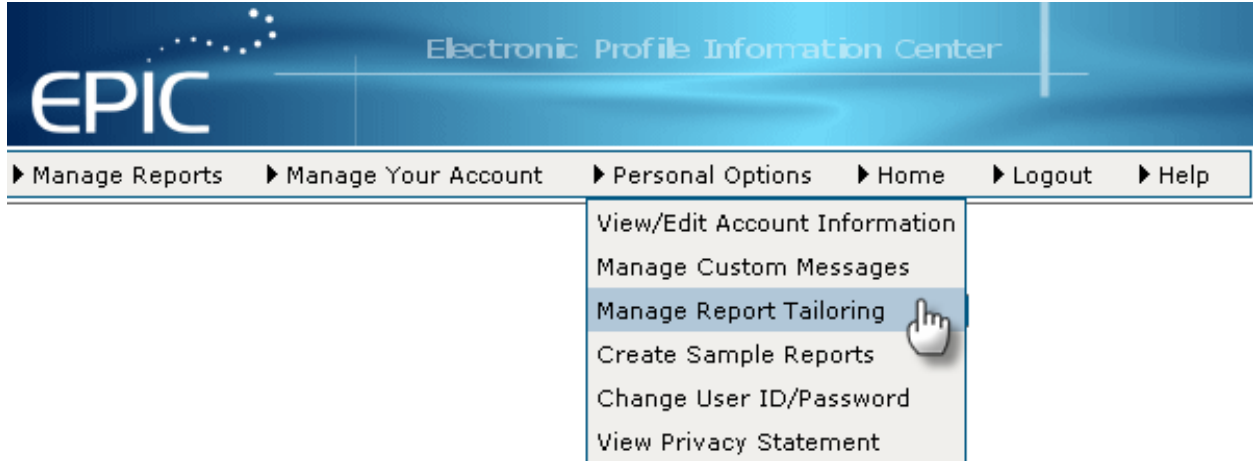 Electronic Profile Information Center
EPIC
Manage Reports Manage Your Account Personal Options Home Logout Help
View/Edit Account Information
Manage Custom Messages
Manage Report Tailoring
Create Sample Reports
Change User ID/Password
View Privacy Statement